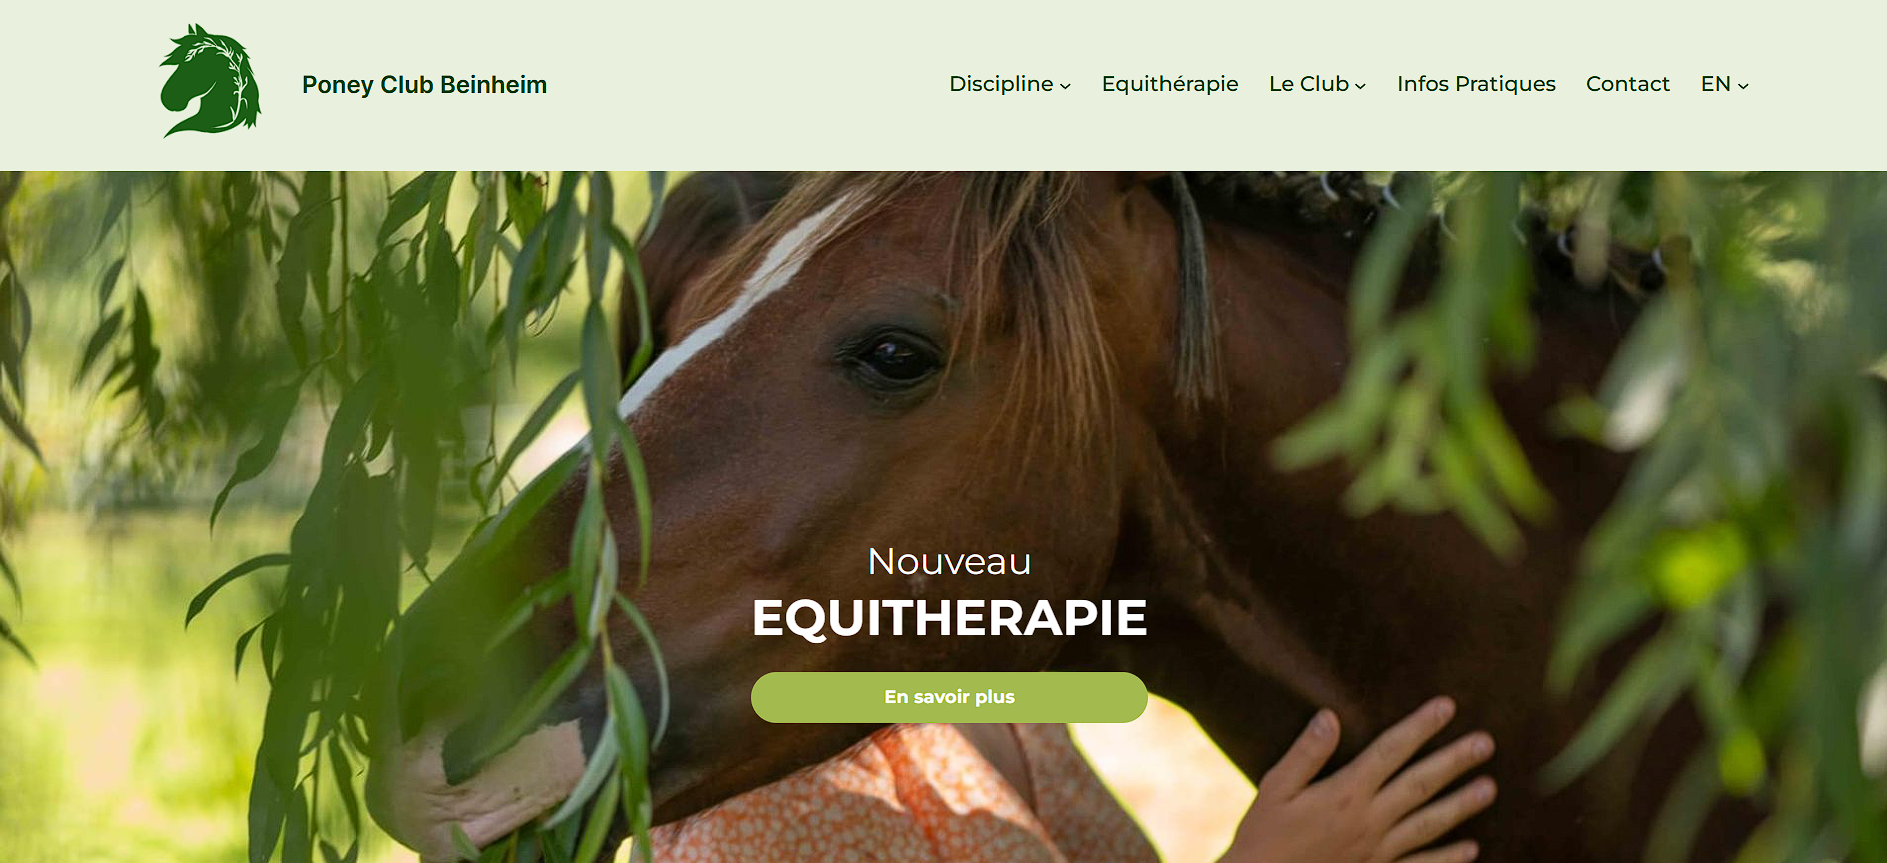 Poney Club Beinheim
Discipline
Equithérapie
Le Club
Infos Pratiques
Contact
EN
Nouveau
EQUITHERAPIE
En savoir plus